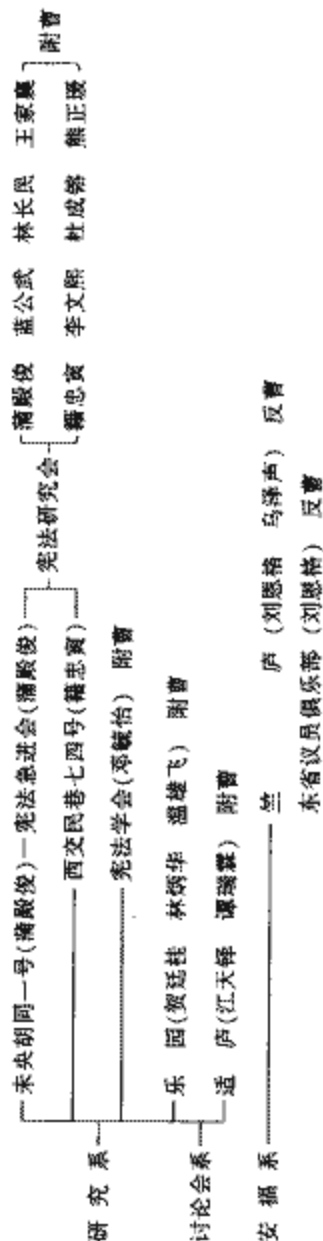 研究系
未央胡同一号(蒲殿俊)—宪法急进会(蒲殿俊)
西交民巷七四号(籍忠寅)
宪法研究会
蒲殿俊 蓝公武 林长民 王家襄
籍忠寅 李文熙 杜成镕 熊正瑗
附曹
宪法学会(邓毓怡) 附曹
讨论会系
乐园(贺廷桂 林炳华 温雄飞) 附曹
适庐(江天铎 谭瑞霖) 附曹
安福系
竺庐(刘恩格 乌泽声) 反曹
东省议员俱乐部(刘恩格) 反曹